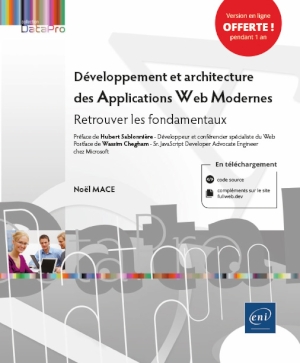 collection
DataPro
Version en ligne
OFFERTE !
pendant 1 an
Développement et architecture
des Applications Web Modernes
Retrouver les fondamentaux
Préface de Hubert Sablonnière - Développeur et conférencier spécialiste du Web
Postface de Wassim Chegham - Sr. JavaScript Developer Advocate Engineer
chez Microsoft
En téléchargement
code source
compléments sur le site
fullweb.dev
Noël MACE
eni